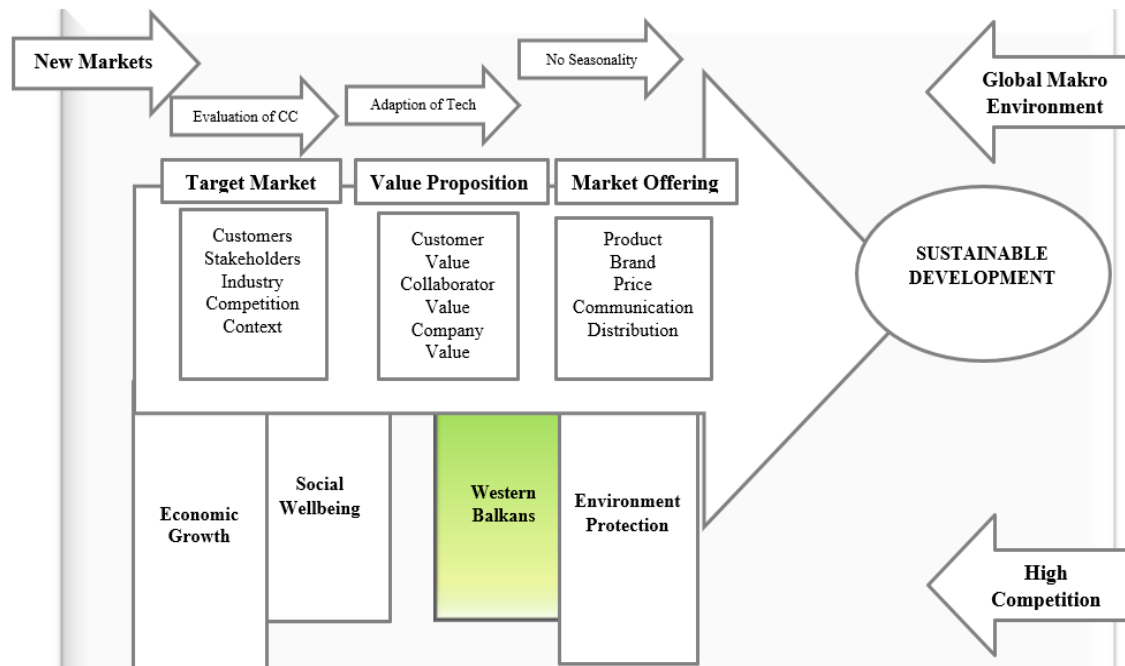 New Markets
Evaluation of CC
Adaption of Tech
No Seasonality
Global Makro
Environment
Target Market
Value Proposition
Market Offering
Customers
Stakeholders
Industry
Competition
Context
Customer
Value
Collaborator
Value
Company
Value
Product
Brand
Price
Communication
Distribution
SUSTAINABLE
DEVELOPMENT
Economic
Growth
Social
Wellbeing
Western
Balkans
Environment
Protection
High
Competition